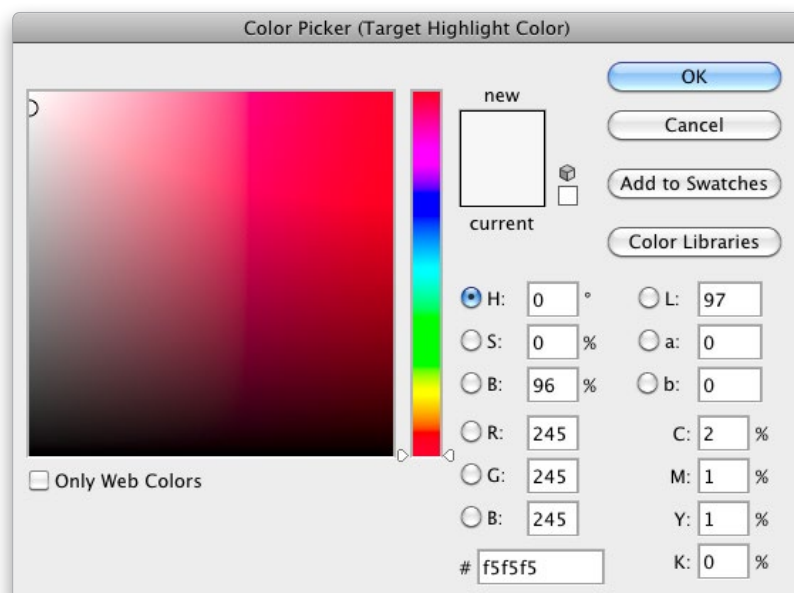 Color Picker (Target Highlight Color)
new
current
OK
Cancel
Add to Swatches
Color Libraries
H: 0 °
S: 0 %
B: 96 %
R: 245
G: 245
B: 245
# f5f5f5
L: 97
a: 0
b: 0
C: 2 %
M: 1 %
Y: 1 %
K: 0 %
Only Web Colors